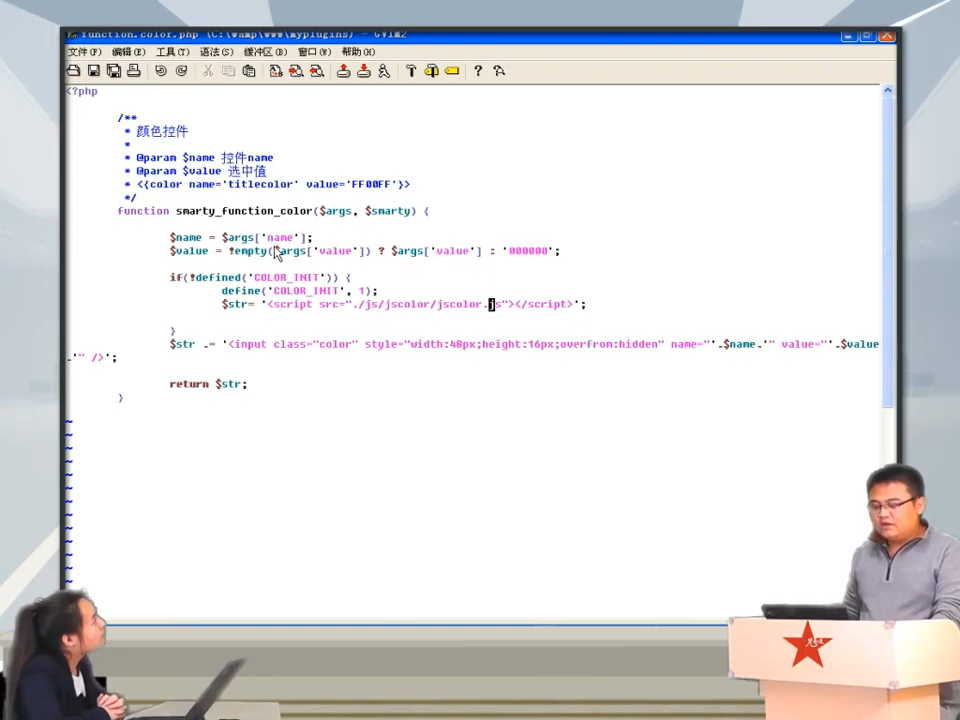 function.color.php (C:\wamp\www\myplugins) - GVIM2
文件(F) 编辑(E) 工具(T) 语法(S) 缓冲区(B) 窗口(W) 帮助(H)
<?php
/**
* 颜色控件
*
* @param $name 控件name
* @param $value 选中值
* <{color name='titlecolor' value='FF00FF'}>
*/
function smarty_function_color($args, $smarty) {
$name = $args['name'];
$value = !empty($args['value']) ? $args['value'] : '000000';
if(!defined('COLOR_INIT')) {
define('COLOR_INIT', 1);
$str= '<script src="./js/jscolor/jscolor.js"></script>';
}
$str .= '<input class="color" style="width:48px;height:16px;overfrom:hidden" name="'.$name.'" value="'.$value
.'" />';
return $str;
}
~
~
~
~
~
~
~
~
~
~
~
~
~